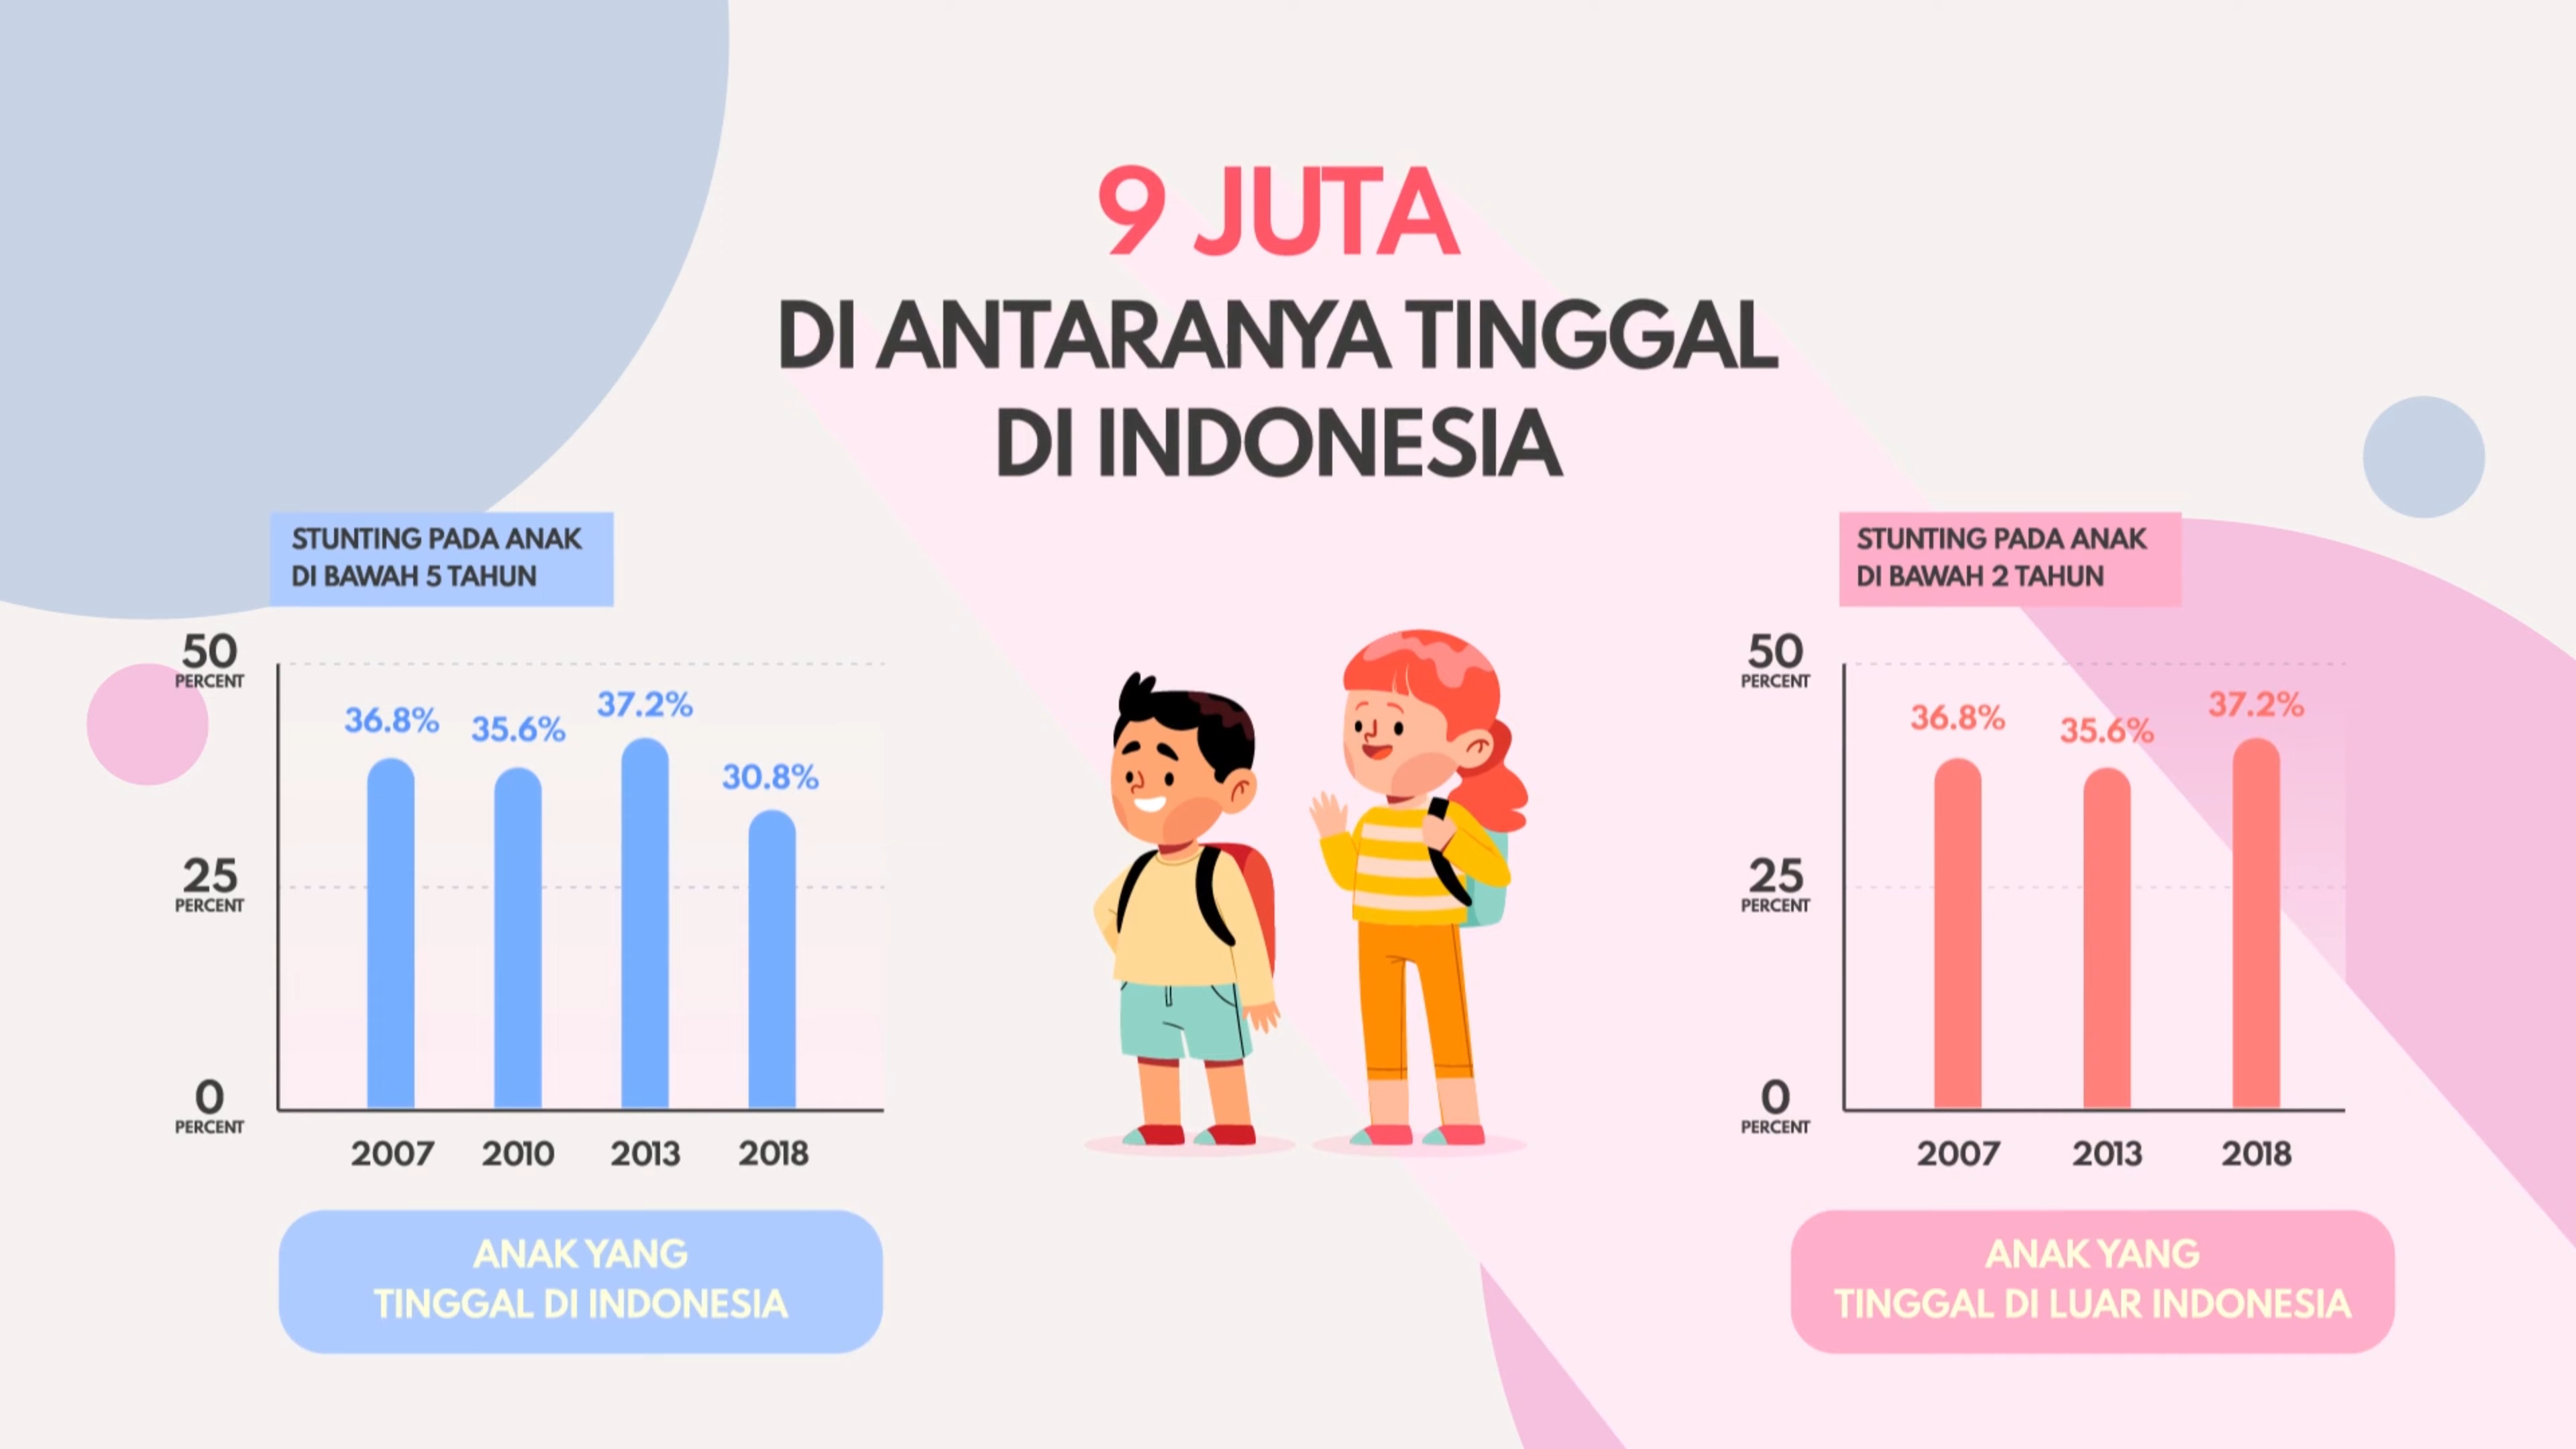 9 JUTA
DI ANTARANYA TINGGAL
DI INDONESIA
STUNTING PADA ANAK
DI BAWAH 5 TAHUN
50
PERCENT
25
PERCENT
0
PERCENT
36.8%
35.6%
37.2%
30.8%
2007
2010
2013
2018
ANAK YANG
TINGGAL DI INDONESIA
STUNTING PADA ANAK
DI BAWAH 2 TAHUN
50
PERCENT
25
PERCENT
0
PERCENT
36.8%
35.6%
37.2%
2007
2013
2018
ANAK YANG
TINGGAL DI LUAR INDONESIA